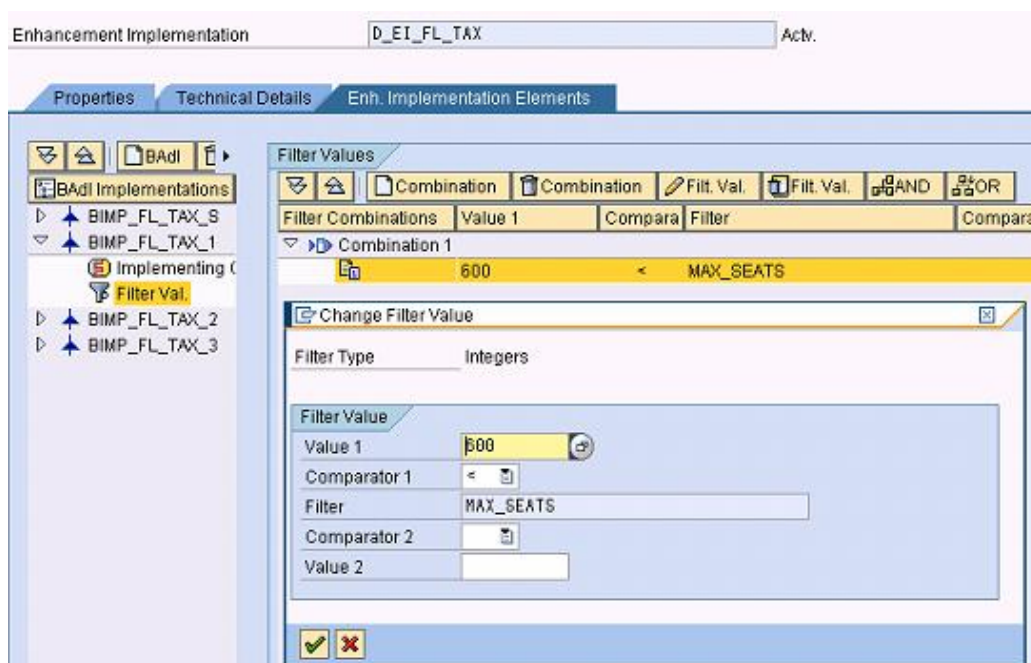 Enhancement Implementation D_EI_FL_TAX Actv.
Properties Technical Details Enh. Implementation Elements
BAdI
BAdI Implementations
BIMP_FL_TAX_S
BIMP_FL_TAX_1
Implementing C
Filter Val.
BIMP_FL_TAX_2
BIMP_FL_TAX_3
Filter Values
Combination Combination Filt. Val. Filt. Val. AND OR
Filter Combinations Value 1 Compara Filter Compara
Combination 1
600 < MAX_SEATS
Change Filter Value
Filter Type Integers
Filter Value
Value 1 600
Comparator 1 <
Filter MAX_SEATS
Comparator 2
Value 2